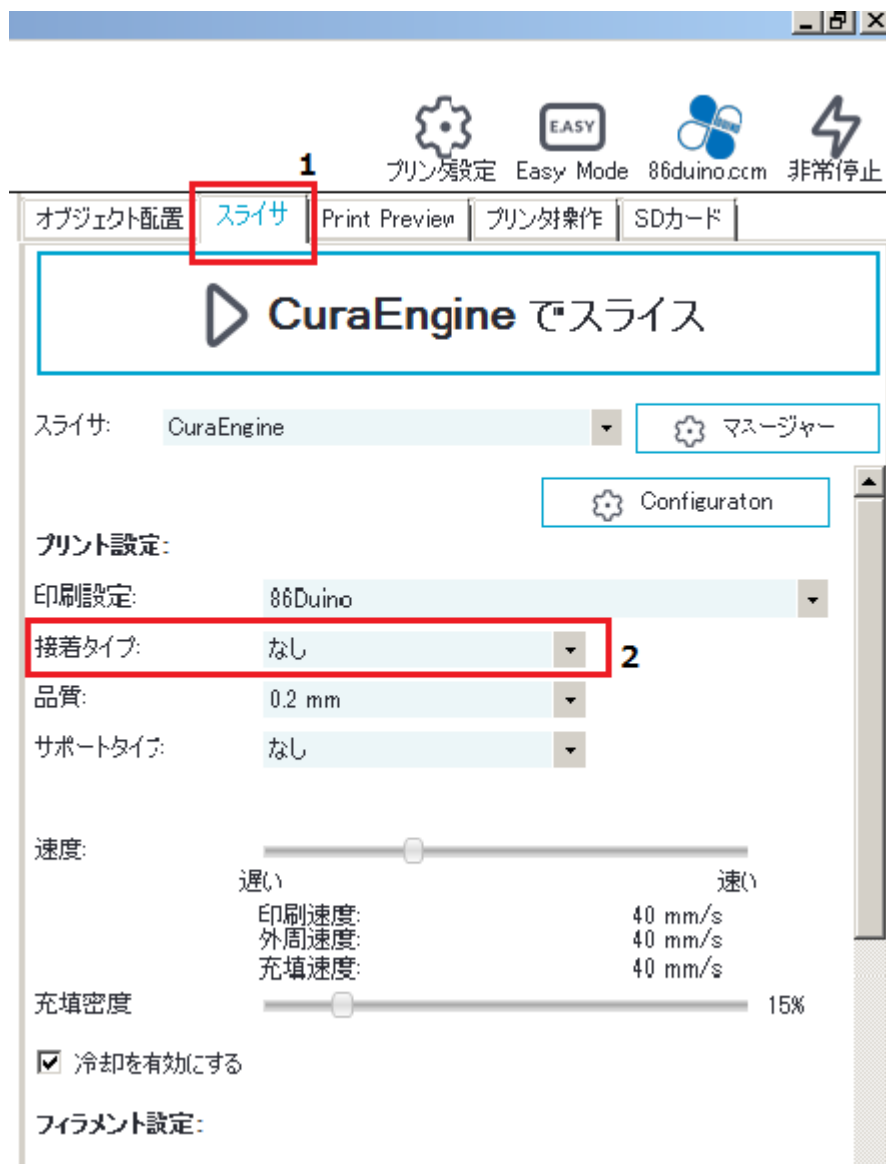 プリンタ設定 Easy Mode 86duino.com 非常停止
EASY
1
オブジェクト配置 スライサ Print Preview プリンタ操作 SDカード
CuraEngine でスライス
スライサ: CuraEngine マネージャー
Configuraton
プリント設定:
印刷設定: 86Duino
接着タイプ: なし 2
品質: 0.2 mm
サポートタイプ: なし
速度:
遅い 速い
印刷速度: 40 mm/s
外周速度: 40 mm/s
充填速度: 40 mm/s
充填密度 15%
冷却を有効にする
フィラメント設定: